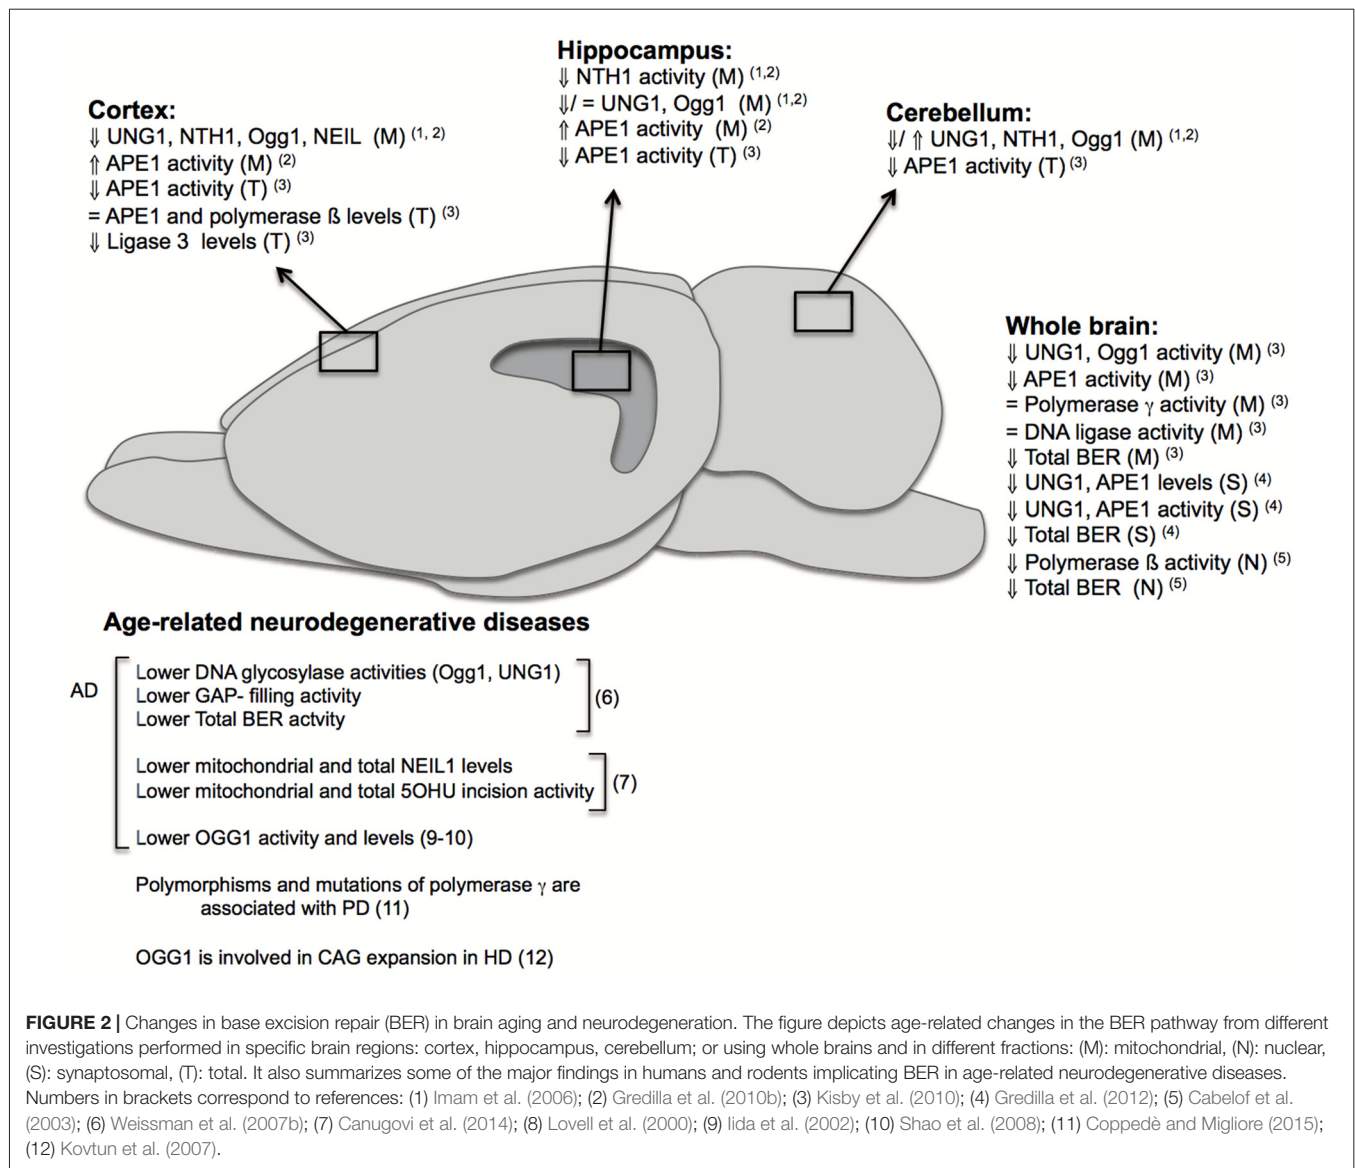 Hippocampus:
⇓ NTH1 activity (M) (1,2)
⇓/ = UNG1, Ogg1 (M) (1,2)
⇑ APE1 activity (M) (2)
⇓ APE1 activity (T) (3)
Cortex:
⇓ UNG1, NTH1, Ogg1, NEIL (M) (1, 2)
⇑ APE1 activity (M) (2)
⇓ APE1 activity (T) (3)
= APE1 and polymerase ß levels (T) (3)
⇓ Ligase 3 levels (T) (3)
Cerebellum:
⇓/ ⇑ UNG1, NTH1, Ogg1 (M) (1,2)
⇓ APE1 activity (T) (3)
Whole brain:
⇓ UNG1, Ogg1 activity (M) (3)
⇓ APE1 activity (M) (3)
= Polymerase γ activity (M) (3)
= DNA ligase activity (M) (3)
⇓ Total BER (M) (3)
⇓ UNG1, APE1 levels (S) (4)
⇓ UNG1, APE1 activity (S) (4)
⇓ Total BER (S) (4)
⇓ Polymerase ß activity (N) (5)
⇓ Total BER (N) (5)
Age-related neurodegenerative diseases
AD
Lower DNA glycosylase activities (Ogg1, UNG1)
Lower GAP- filling activity
Lower Total BER actvity
(6)
Lower mitochondrial and total NEIL1 levels
Lower mitochondrial and total 5OHU incision activity
(7)
Lower OGG1 activity and levels (9-10)
Polymorphisms and mutations of polymerase γ are
associated with PD (11)
OGG1 is involved in CAG expansion in HD (12)
FIGURE 2 | Changes in base excision repair (BER) in brain aging and neurodegeneration. The figure depicts age-related changes in the BER pathway from different
investigations performed in specific brain regions: cortex, hippocampus, cerebellum; or using whole brains and in different fractions: (M): mitochondrial, (N): nuclear,
(S): synaptosomal, (T): total. It also summarizes some of the major findings in humans and rodents implicating BER in age-related neurodegenerative diseases.
Numbers in brackets correspond to references: (1) Imam et al. (2006); (2) Gredilla et al. (2010b); (3) Kisby et al. (2010); (4) Gredilla et al. (2012); (5) Cabelof et al.
(2003); (6) Weissman et al. (2007b); (7) Canugovi et al. (2014); (8) Lovell et al. (2000); (9) Iida et al. (2002); (10) Shao et al. (2008); (11) Coppedè and Migliore (2015);
(12) Kovtun et al. (2007).